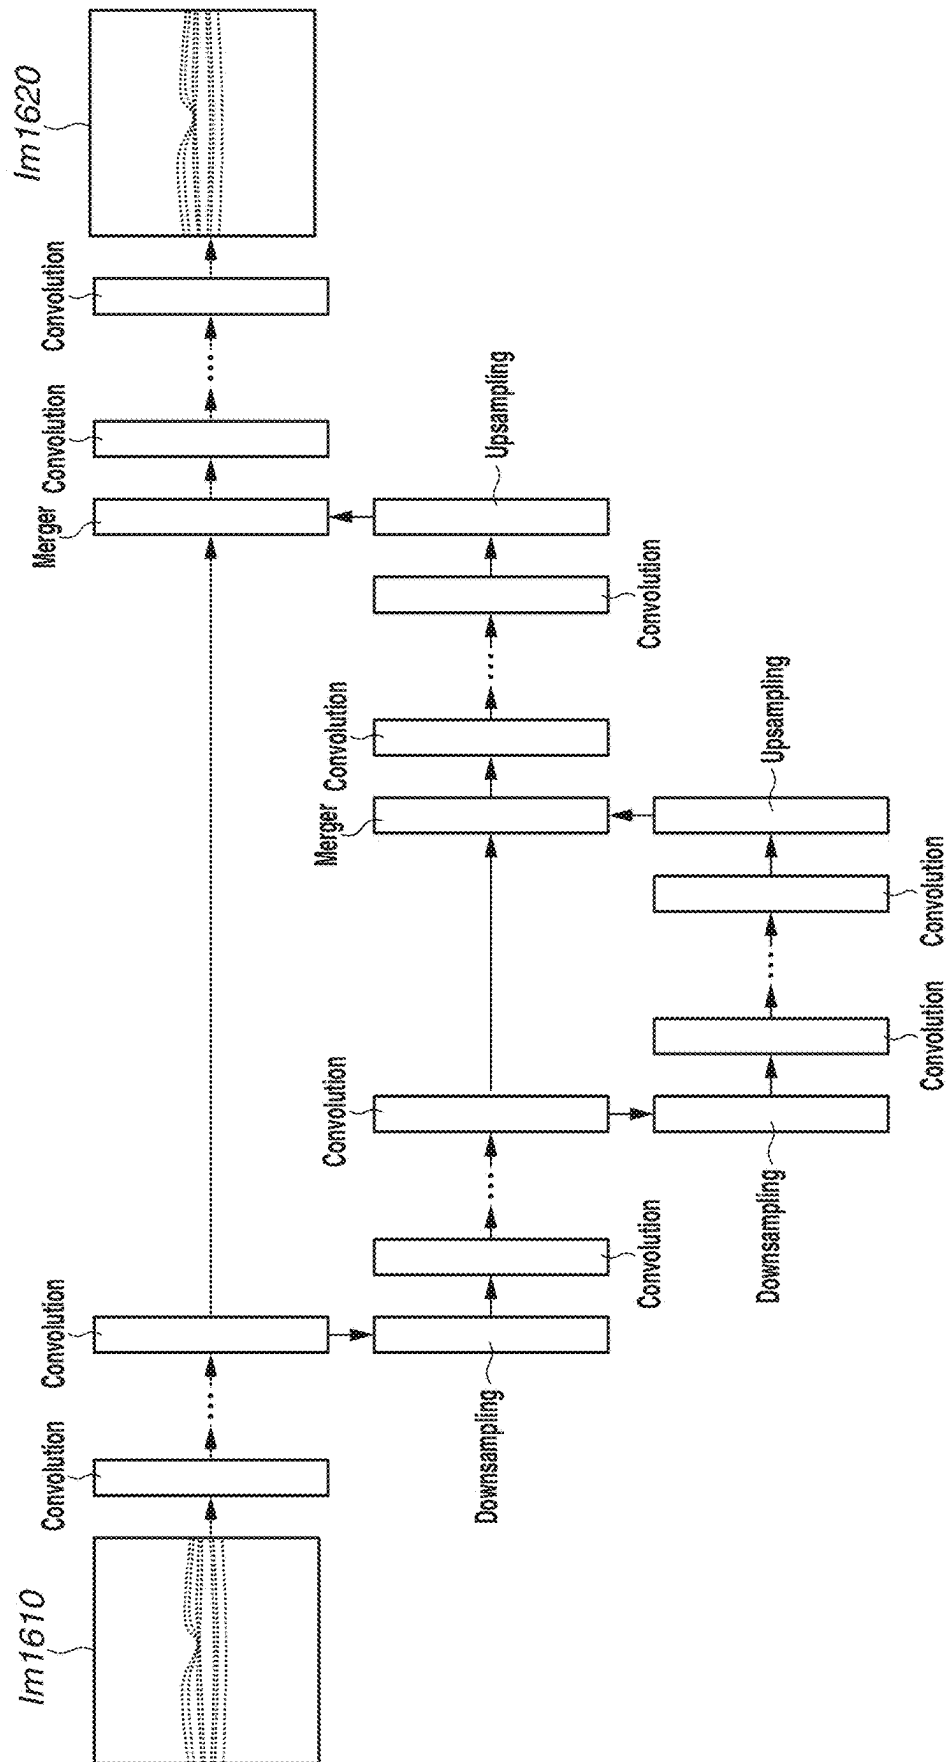 Im1610
Convolution
Convolution
Merger
Convolution
Convolution
Im1620
Downsampling
Convolution
Convolution
Merger
Convolution
Convolution
Upsampling
Downsampling
Convolution
Convolution
Upsampling